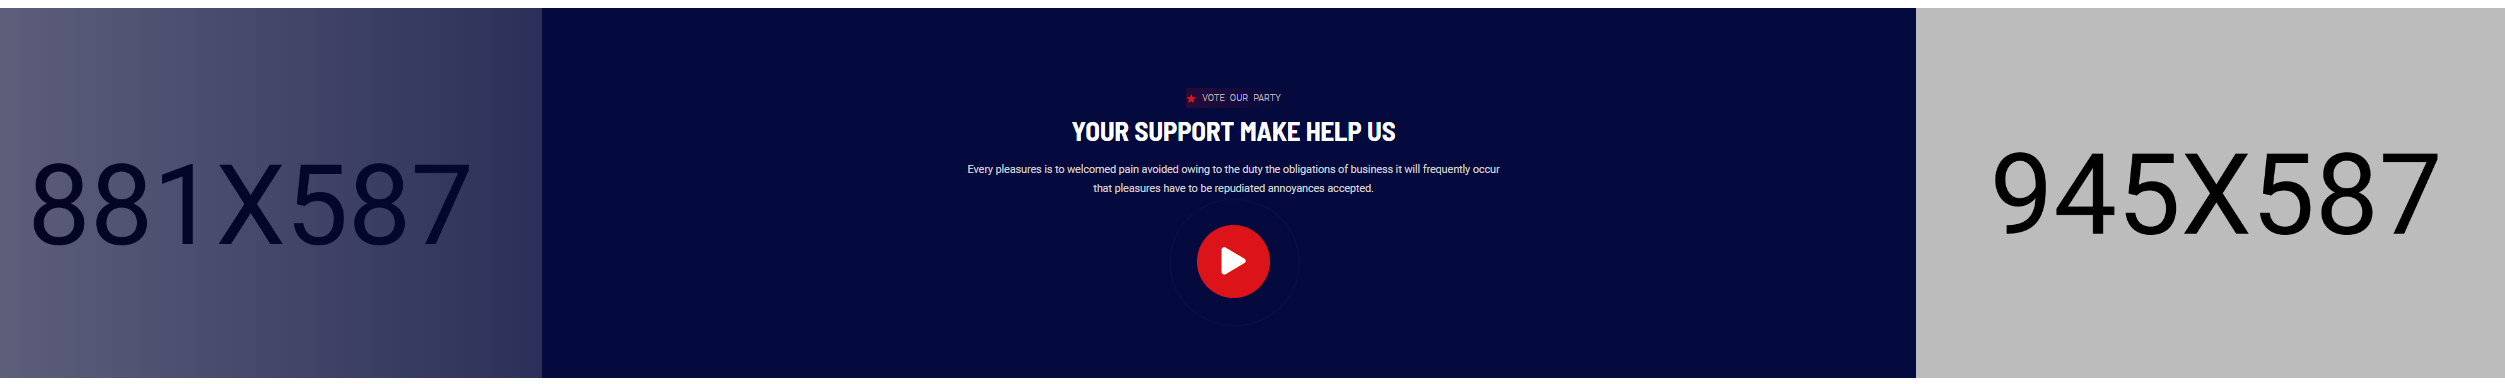 881X587
VOTE OUR PARTY
YOUR SUPPORT MAKE HELP US
Every pleasures is to welcomed pain avoided owing to the duty the obligations of business it will frequently occur
that pleasures have to be repudiated annoyances accepted.
945X587